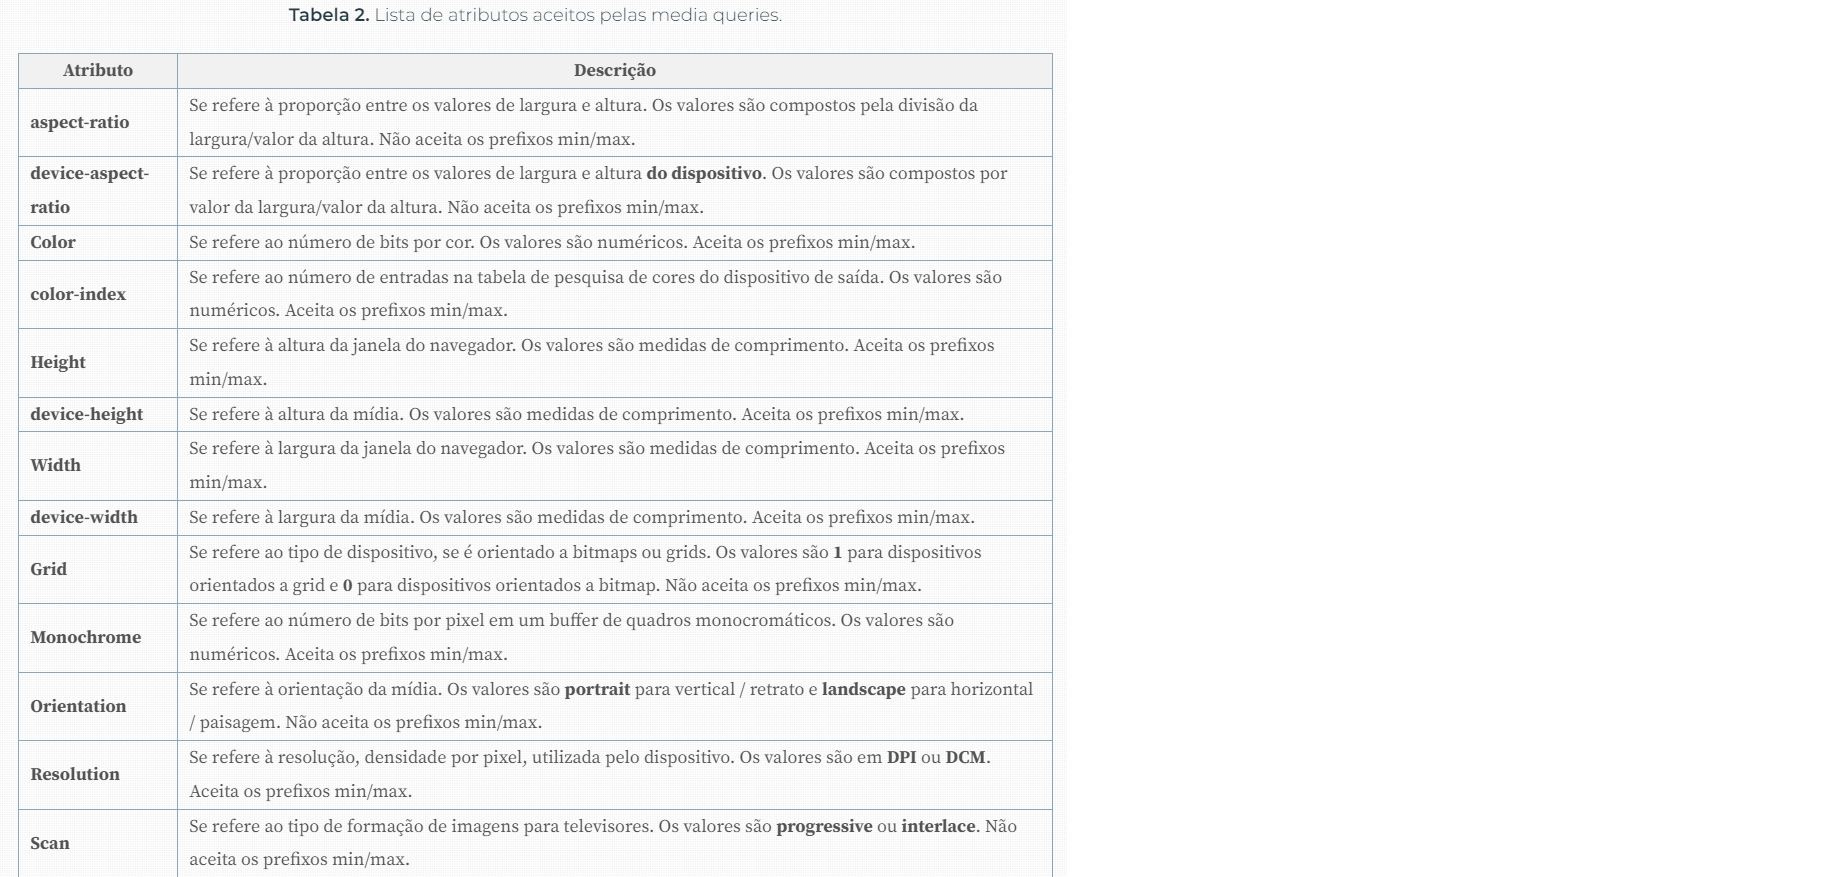 Tabela 2. Lista de atributos aceitos pelas media queries.
Atributo Descrição
aspect-ratio
Se refere à proporção entre os valores de largura e altura. Os valores são compostos pela divisão da
largura/valor da altura. Não aceita os prefixos min/max.
device-aspect-
ratio
Se refere à proporção entre os valores de largura e altura do dispositivo. Os valores são compostos por
valor da largura/valor da altura. Não aceita os prefixos min/max.
Color
Se refere ao número de bits por cor. Os valores são numéricos. Aceita os prefixos min/max.
color-index
Se refere ao número de entradas na tabela de pesquisa de cores do dispositivo de saída. Os valores são
numéricos. Aceita os prefixos min/max.
Height
Se refere à altura da janela do navegador. Os valores são medidas de comprimento. Aceita os prefixos
min/max.
device-height
Se refere à altura da mídia. Os valores são medidas de comprimento. Aceita os prefixos min/max.
Width
Se refere à largura da janela do navegador. Os valores são medidas de comprimento. Aceita os prefixos
min/max.
device-width
Se refere à largura da mídia. Os valores são medidas de comprimento. Aceita os prefixos min/max.
Grid
Se refere ao tipo de dispositivo, se é orientado a bitmaps ou grids. Os valores são 1 para dispositivos
orientados a grid e 0 para dispositivos orientados a bitmap. Não aceita os prefixos min/max.
Monochrome
Se refere ao número de bits por pixel em um buffer de quadros monocromáticos. Os valores são
numéricos. Aceita os prefixos min/max.
Orientation
Se refere à orientação da mídia. Os valores são portrait para vertical / retrato e landscape para horizontal
/ paisagem. Não aceita os prefixos min/max.
Resolution
Se refere à resolução, densidade por pixel, utilizada pelo dispositivo. Os valores são em DPI ou DCM.
Aceita os prefixos min/max.
Scan
Se refere ao tipo de formação de imagens para televisores. Os valores são progressive ou interlace. Não
aceita os prefixos min/max.